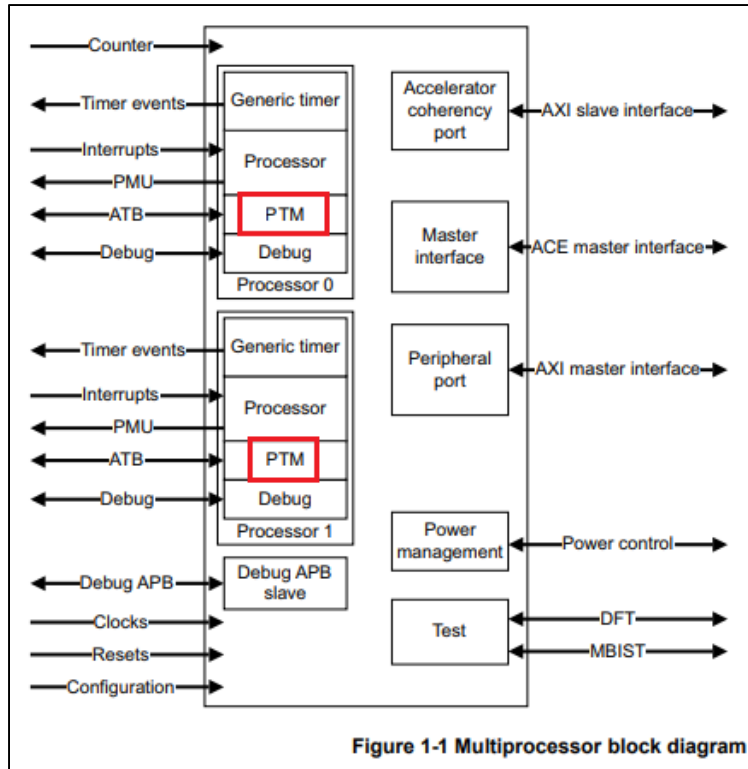 Counter
Timer events
Interrupts
PMU
ATB
Debug
Generic timer
Processor
PTM
Debug
Processor 0
Timer events
Interrupts
PMU
ATB
Debug
Generic timer
Processor
PTM
Debug
Processor 1
Debug APB
Debug APB
slave
Clocks
Resets
Configuration
Accelerator
coherency
port
AXI slave interface
Master
interface
ACE master interface
Peripheral
port
AXI master interface
Power
management
Power control
Test
DFT
MBIST
Figure 1-1 Multiprocessor block diagram